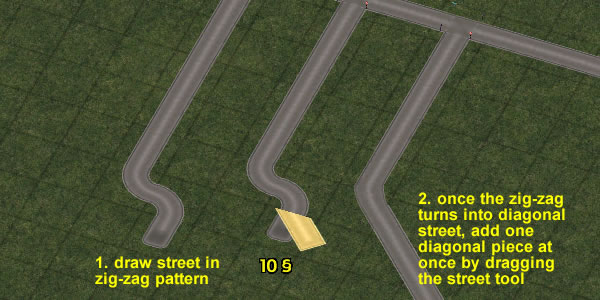 1. draw street in
zig-zag pattern
10 §
2. once the zig-zag
turns into diagonal
street, add one
diagonal piece at
once by dragging
the street tool